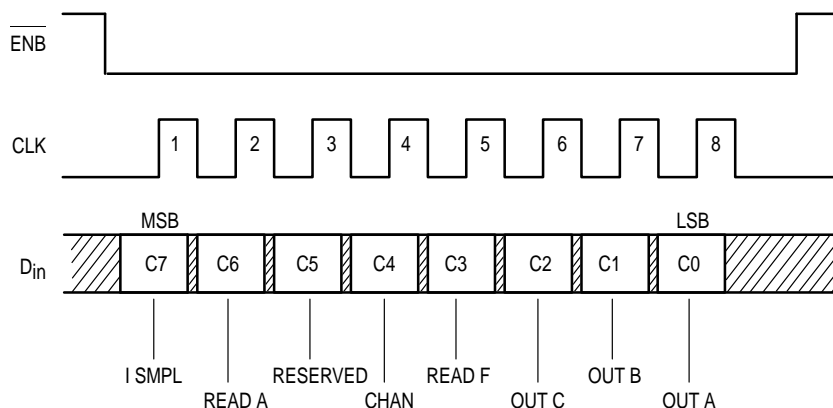 ENB
CLK 1 2 3 4 5 6 7 8
MSB LSB
Din C7 C6 C5 C4 C3 C2 C1 C0
I SMPL RESERVED READ F OUT B
READ A CHAN OUT C OUT A